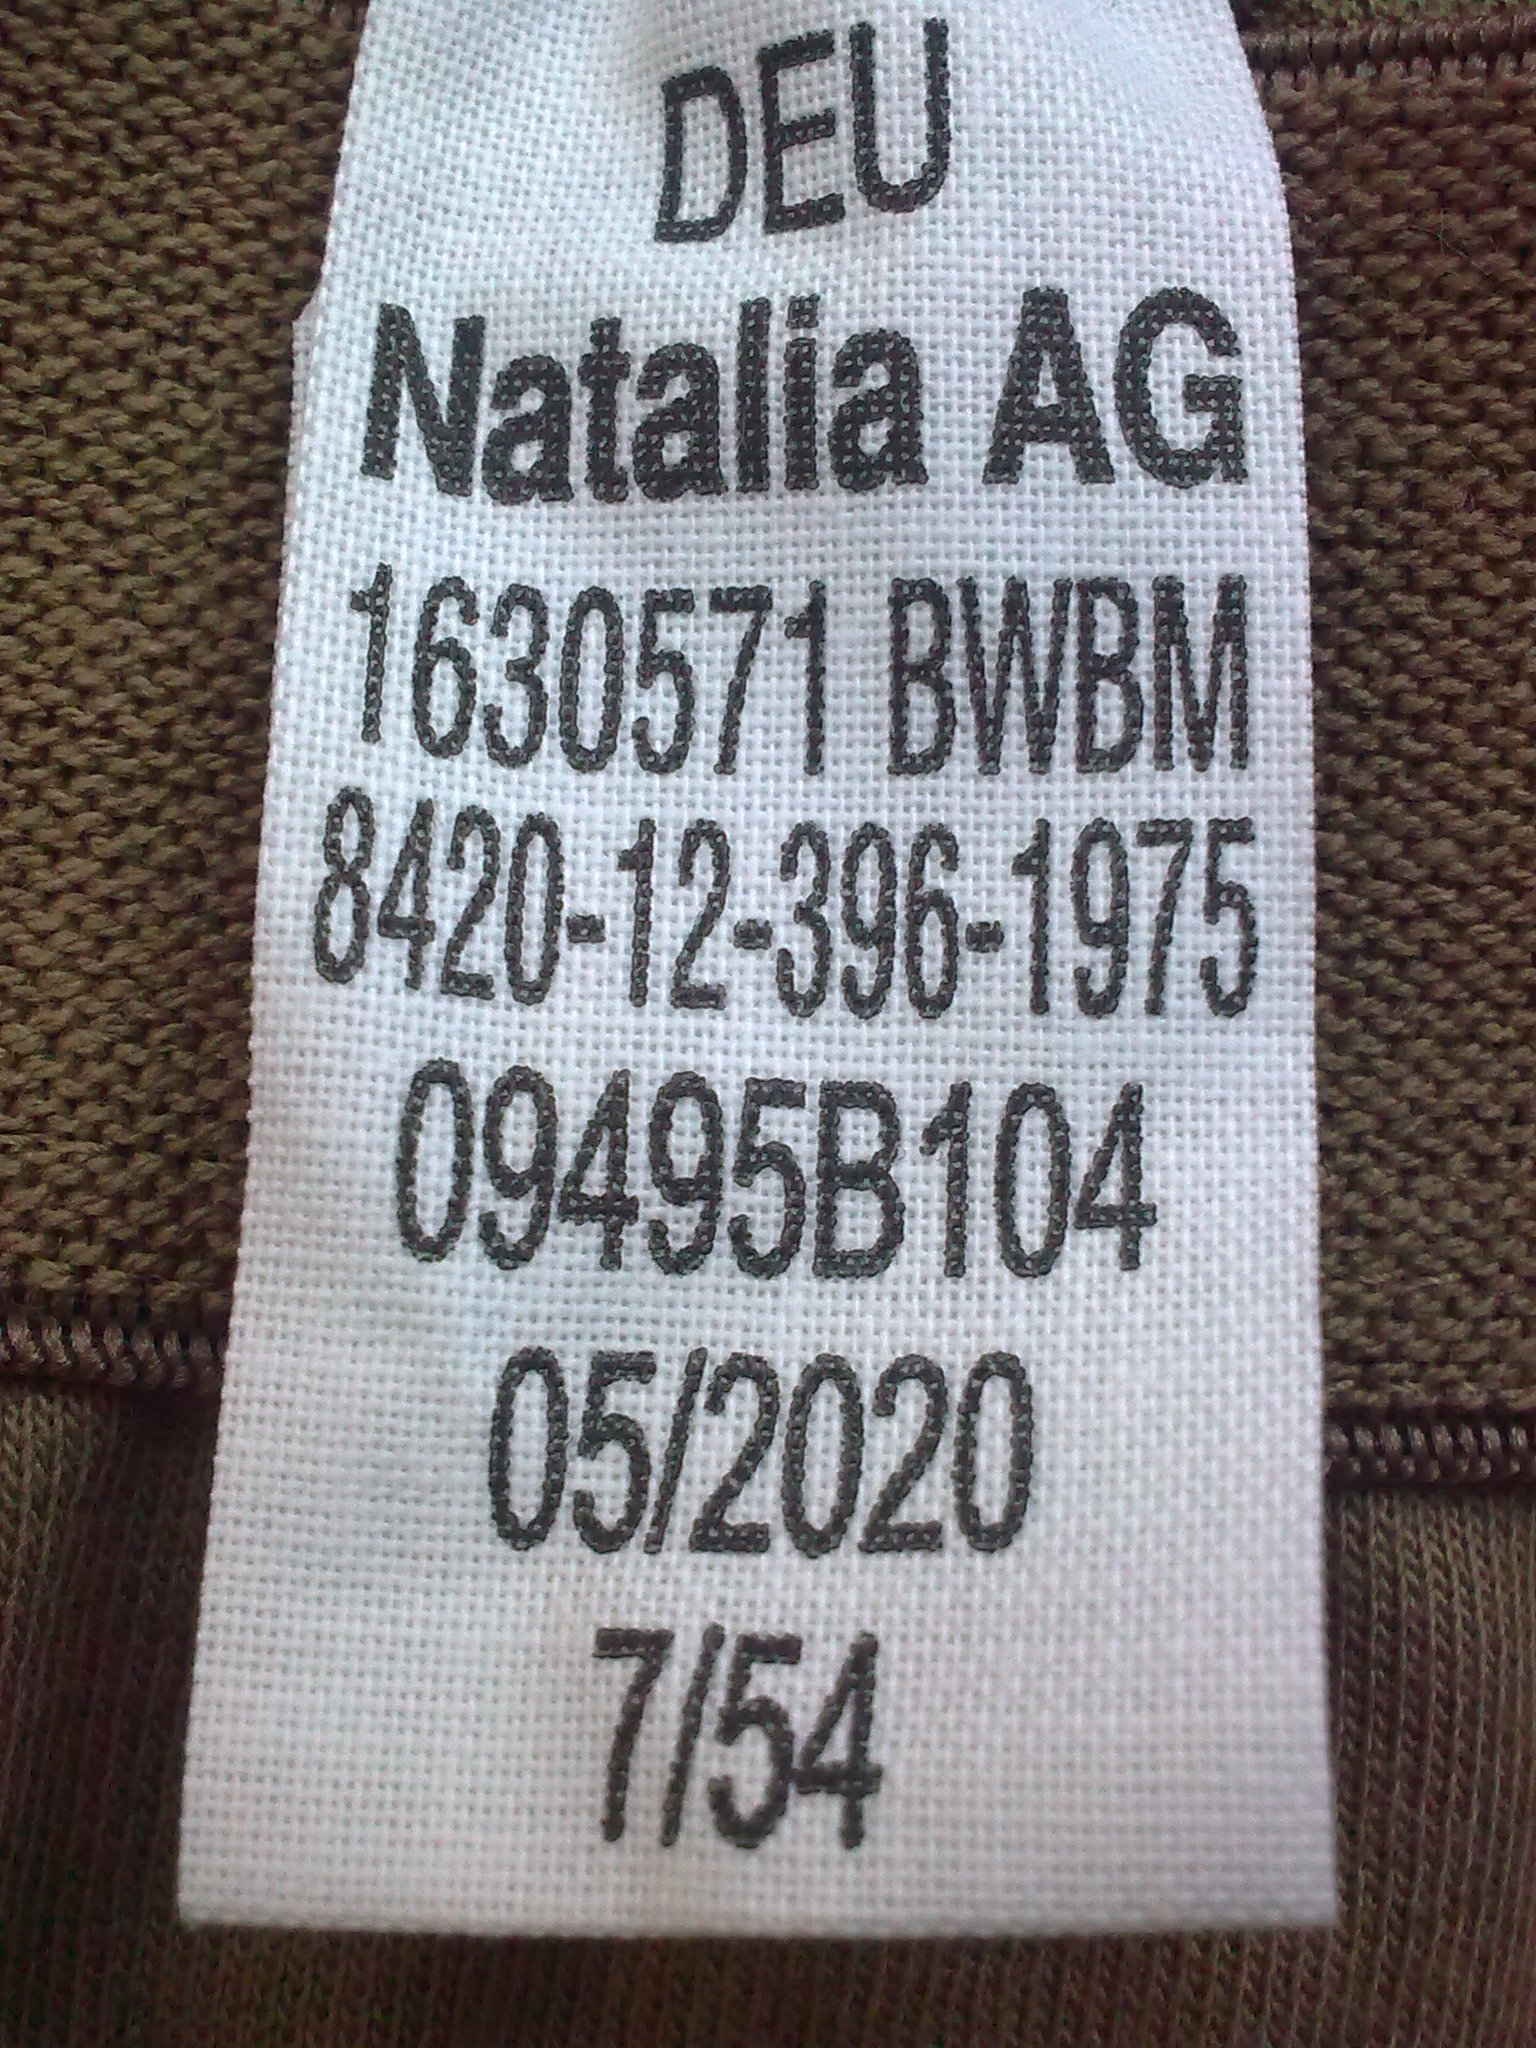 DEU
Natalia AG
1630571 BWBM
8420-12-396-1975
09495B104
05/2020
7/54